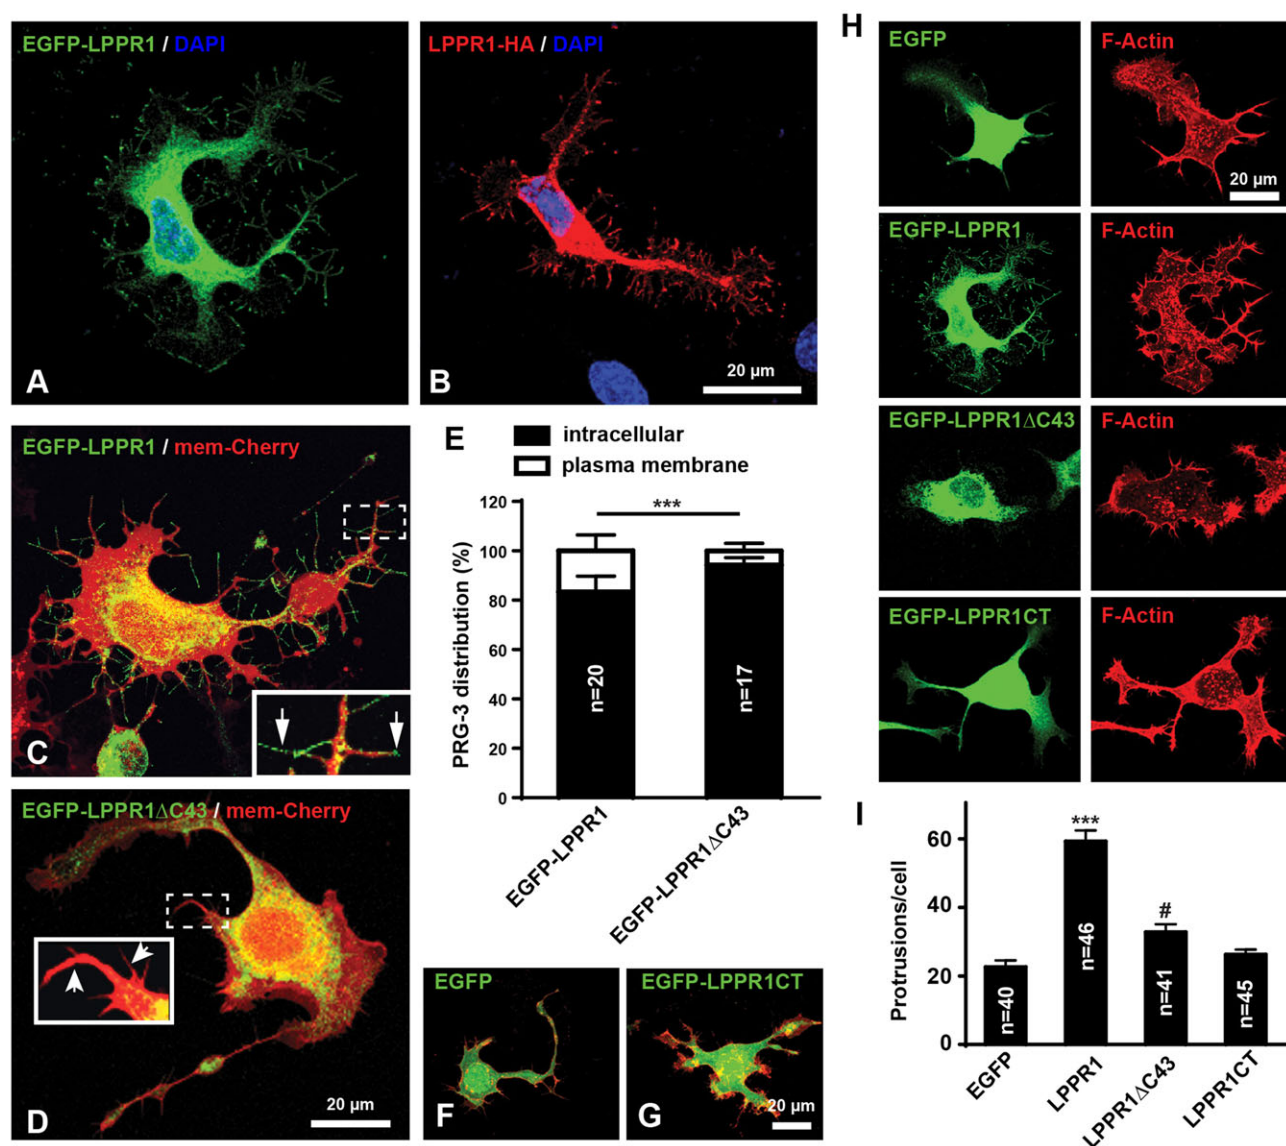 EGFP-LPPR1 / DAPI
A
LPPR1-HA / DAPI
B
20 µm
EGFP-LPPR1 / mem-Cherry
C
EGFP-LPPR1ΔC43 / mem-Cherry
D
20 µm
E
intracellular
plasma membrane
***
PRG-3 distribution (%)
120
100
80
60
40
20
0
n=20
n=17
EGFP-LPPR1
EGFP-LPPR1ΔC43
EGFP
F
EGFP-LPPR1CT
G
20 µm
H
EGFP
F-Actin
20 µm
EGFP-LPPR1
F-Actin
EGFP-LPPR1ΔC43
F-Actin
EGFP-LPPR1CT
F-Actin
I
Protrusions/cell
60
40
20
0
***
#
n=40
n=46
n=41
n=45
EGFP
LPPR1
LPPR1ΔC43
LPPR1CT